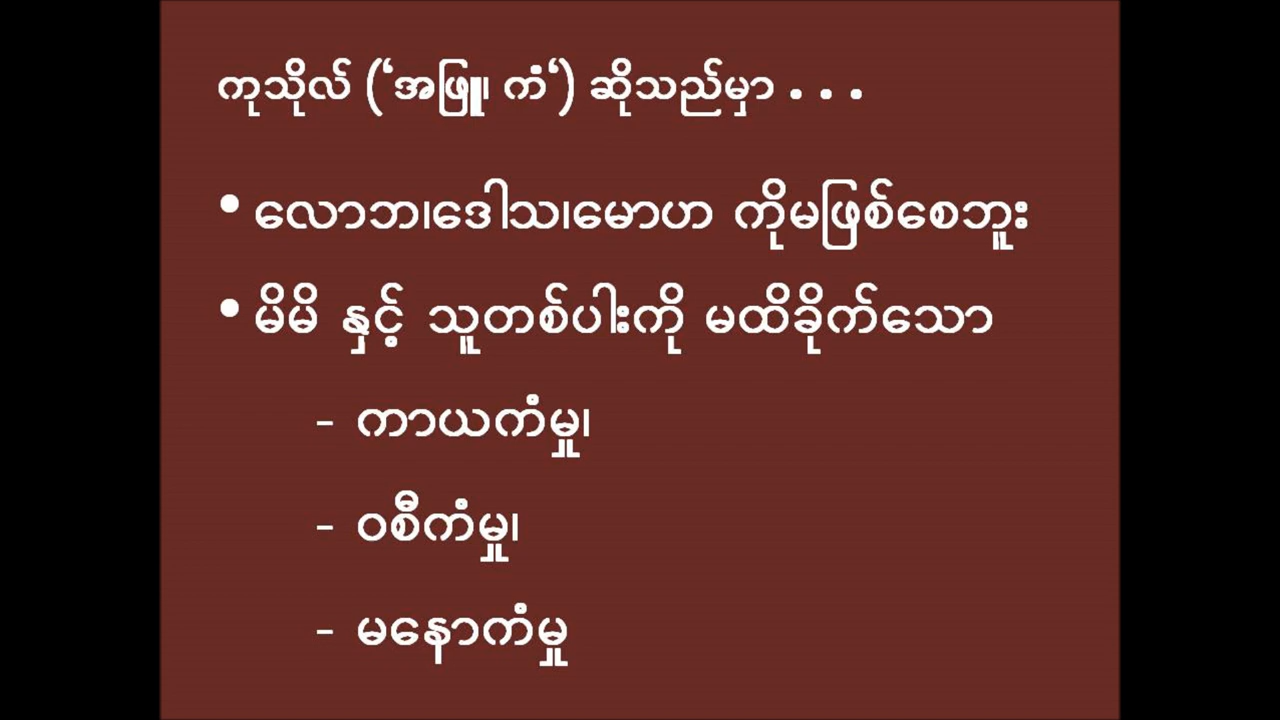 ကုသိုလ် (‘အဖြူ၊ ကံ‘) ဆိုသည်မှာ . . .
• လောဘ၊ဒေါသ၊မောဟ ကိုမဖြစ်စေဘူး
• မိမိ နှင့် သူတစ်ပါးကို မထိခိုက်သော
- ကာယကံမှု၊
- ဝစီကံမှု၊
- မနောကံမှု